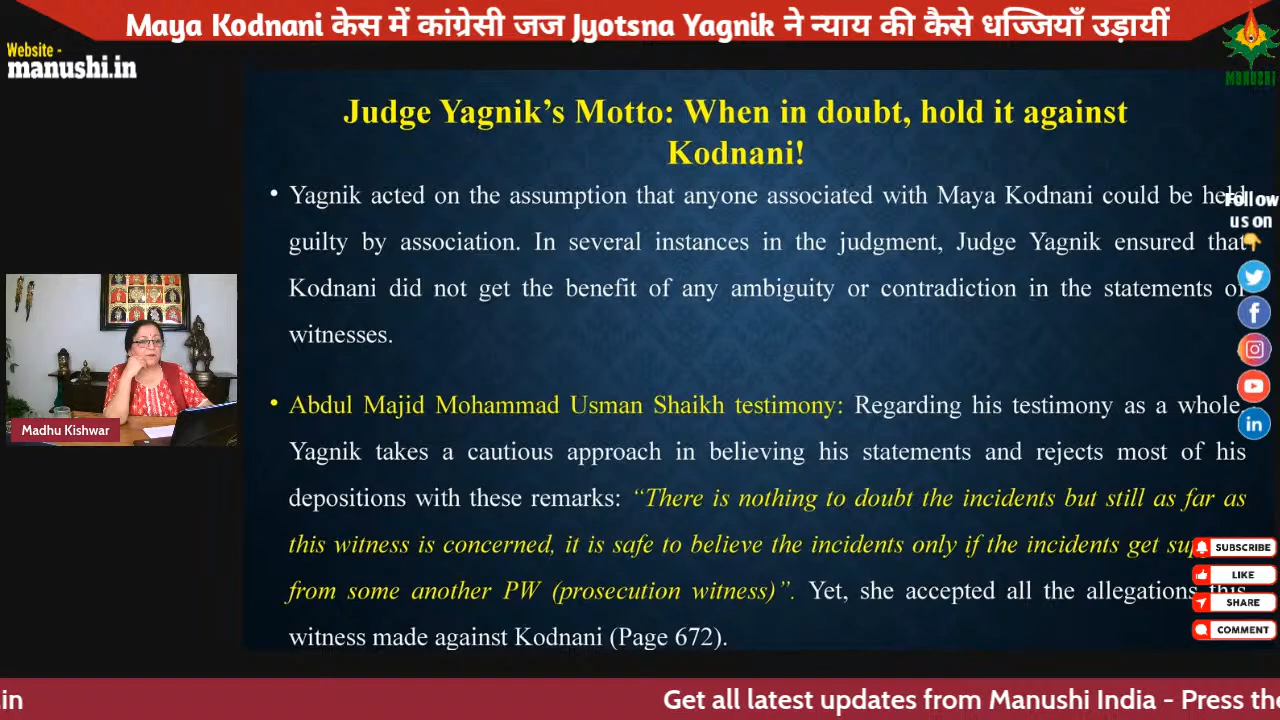 Maya Kodnani केस में कांग्रेसी जज Jyotsna Yagnik ने न्याय की कैसे धज्जियाँ उड़ायीं
Website -
manushi.in
MANUSHI
Judge Yagnik’s Motto: When in doubt, hold it against
Kodnani!
• Yagnik acted on the assumption that anyone associated with Maya Kodnani could be held
guilty by association. In several instances in the judgment, Judge Yagnik ensured that
Kodnani did not get the benefit of any ambiguity or contradiction in the statements of
witnesses.
• Abdul Majid Mohammad Usman Shaikh testimony: Regarding his testimony as a whole
Yagnik takes a cautious approach in believing his statements and rejects most of his
depositions with these remarks: “There is nothing to doubt the incidents but still as far as
this witness is concerned, it is safe to believe the incidents only if the incidents get
from some another PW (prosecution witness)”. Yet, she accepted all the allegations this
witness made against Kodnani (Page 672).
Follow
us on
Madhu Kishwar
SUBSCRIBE
LIKE
SHARE
COMMENT
.in
Get all latest updates from Manushi India - Press the